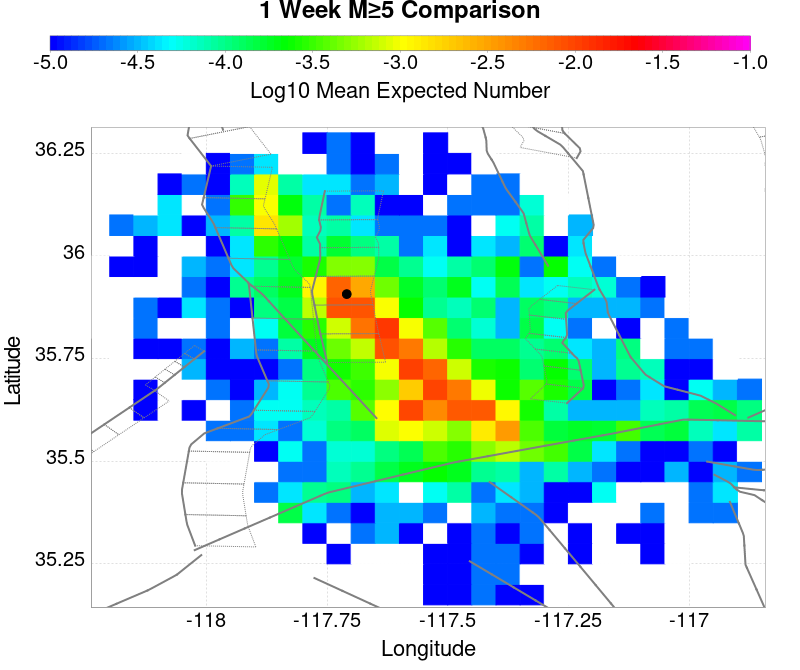 1 Week M≥5 Comparison
-5.0 -4.5 -4.0 -3.5 -3.0 -2.5 -2.0 -1.5 -1.0
Log10 Mean Expected Number
36.25
36
35.75
35.5
35.25
Latitude
-118 -117.75 -117.5 -117.25 -117
Longitude